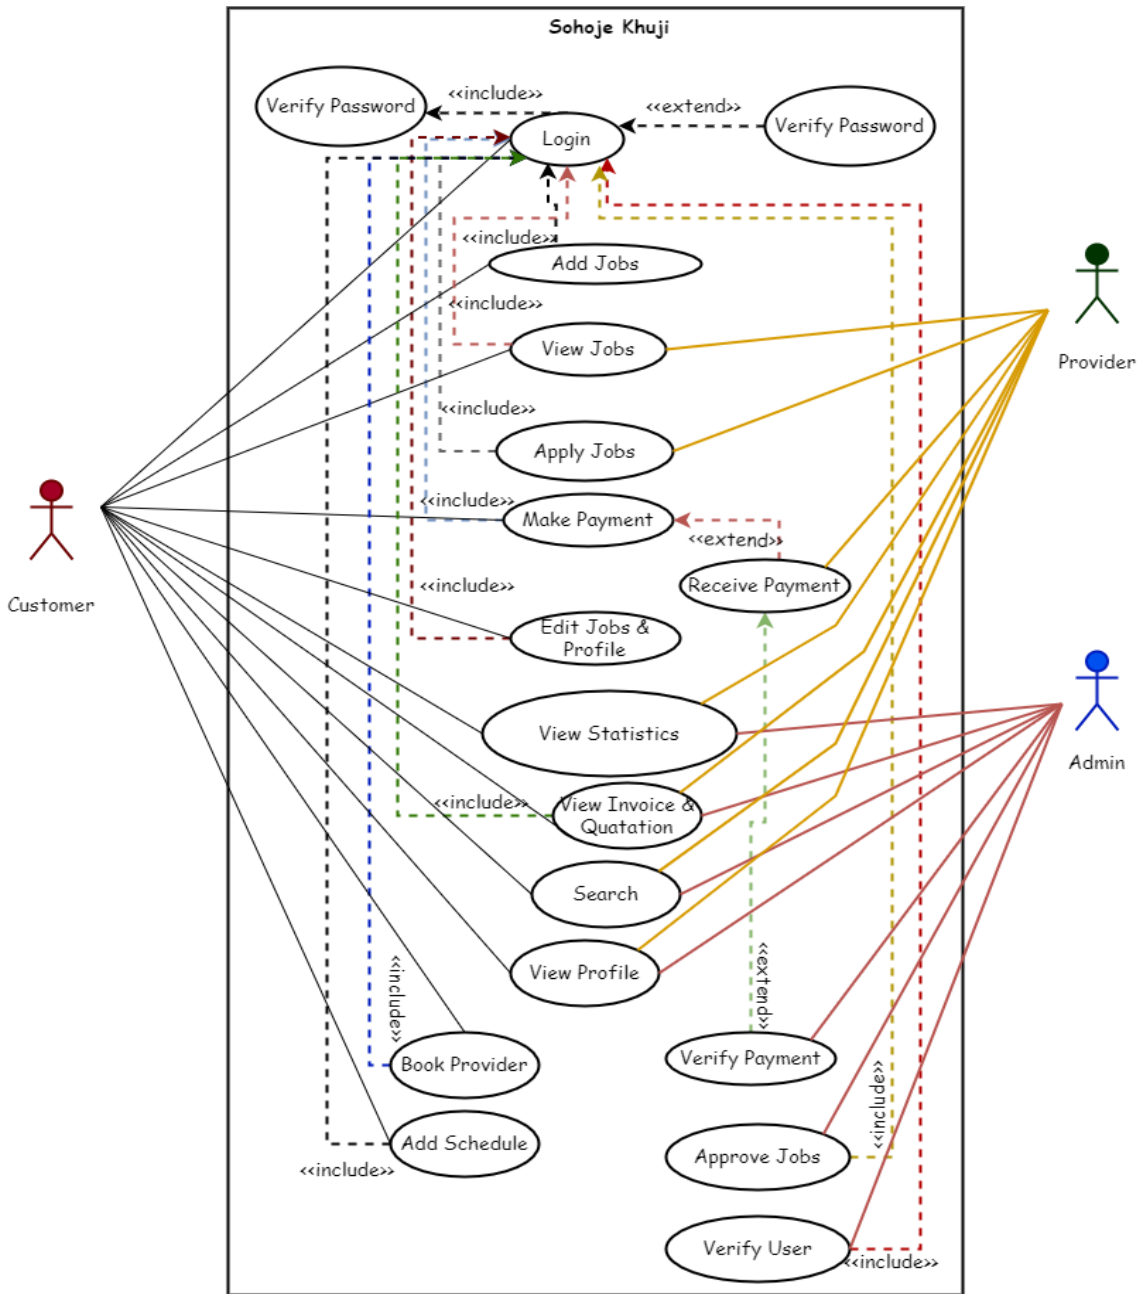 Sohoje Khuji
Verify Password
<<include>>
Login
<<extend>>
Verify Password
<<include>>
Add Jobs
<<include>>
View Jobs
Provider
<<include>>
Apply Jobs
<<include>>
Make Payment
<<extend>>
Receive Payment
Customer
<<include>>
Edit Jobs &
Profile
View Statistics
Admin
<<include>>
View Invoice &
Quatation
Search
View Profile
<<include>>
<<extend>>
Book Provider
Verify Payment
<<include>>
Add Schedule
<<include>>
Approve Jobs
Verify User
<<include>>